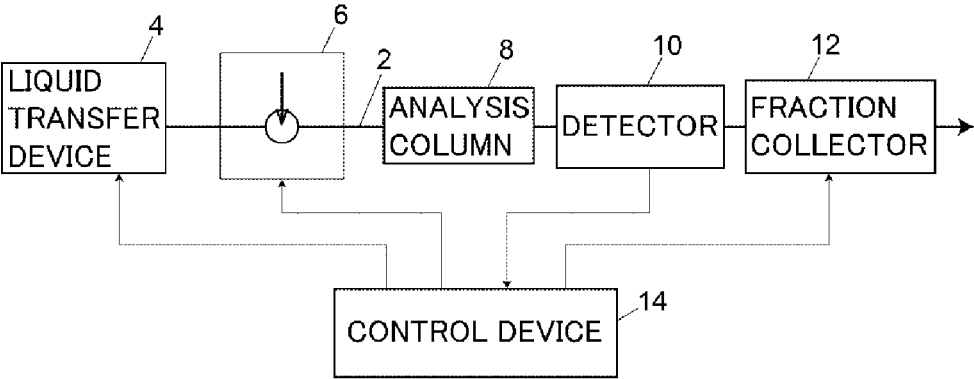 4
6
2
8
10
12
LIQUID
TRANSFER
DEVICE
ANALYSIS
COLUMN
DETECTOR
FRACTION
COLLECTOR
CONTROL DEVICE
14